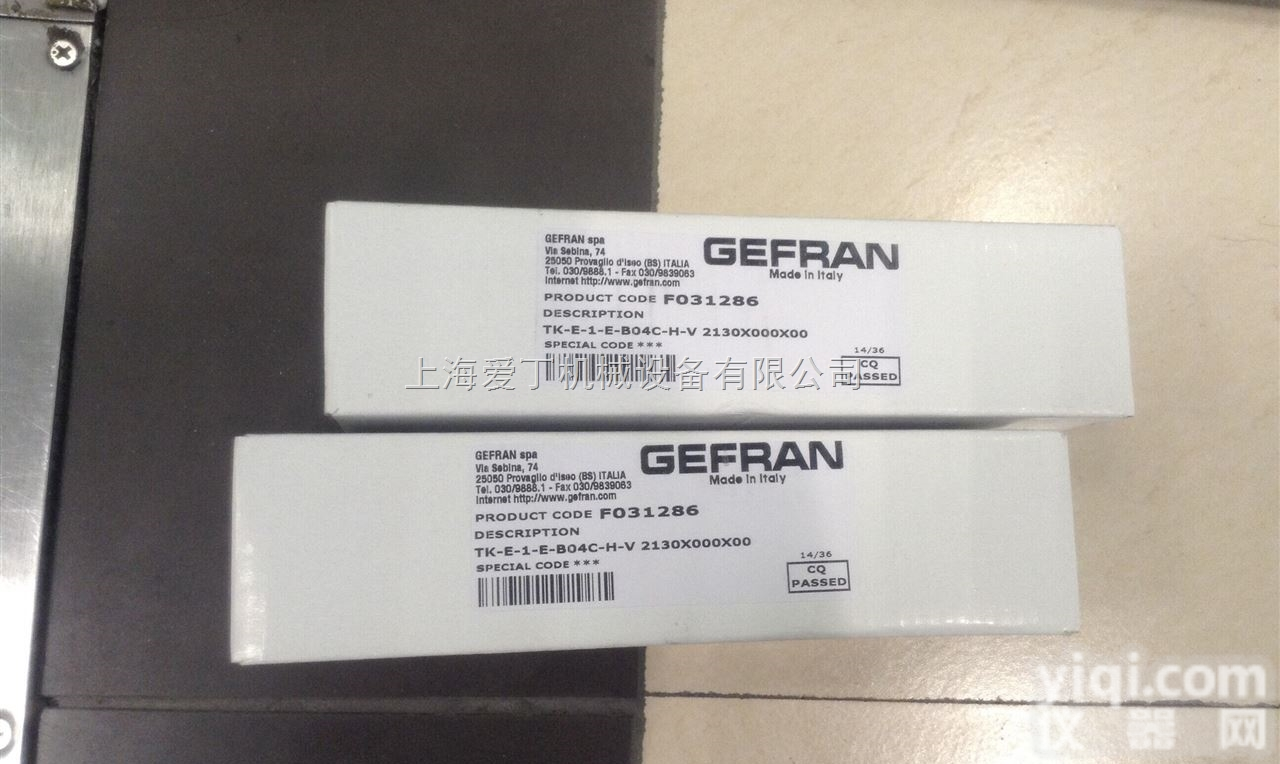 GEFRAN spa
Via Sebina, 74
25050 Provaglio d'Iseo (BS) ITALIA
Tel. 030/9888.1 - Fax 030/9839063
Internet http://www.gefran.com
GEFRAN
Made in Italy
PRODUCT CODE F031286
DESCRIPTION
TK-E-1-E-B04C-H-V 2130X000X00
SPECIAL CODE ***
14/36
CQ
PASSED
上海爱丁机械设备有限公司
GEFRAN spa
Via Sebina, 74
25050 Provaglio d'Iseo (BS) ITALIA
Tel. 030/9888.1 - Fax 030/9839063
Internet http://www.gefran.com
GEFRAN
Made in Italy
PRODUCT CODE F031286
DESCRIPTION
TK-E-1-E-B04C-H-V 2130X000X00
SPECIAL CODE ***
14/36
CQ
PASSED
yiqi.com
仪器网